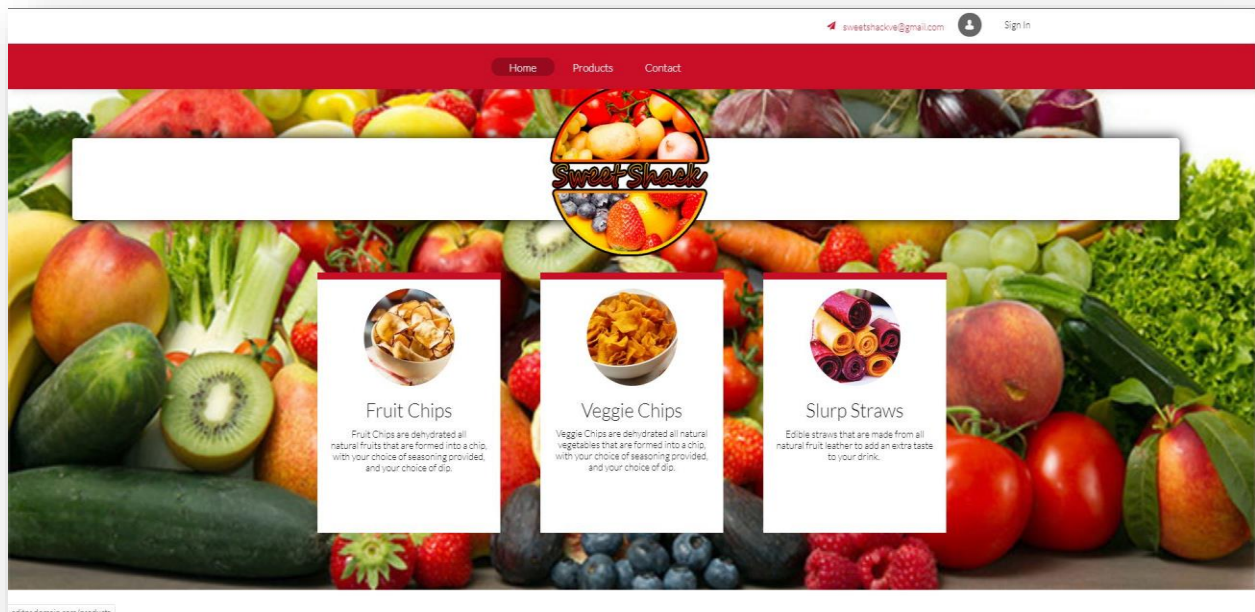 sweetshackve@gmail.com
Sign In
Home
Products
Contact
Sweet Shack
Fruit Chips
Fruit Chips are dehydrated all
natural fruits that are formed into a chip,
with your choice of seasoning provided,
and your choice of dip.
Veggie Chips
Veggie Chips are dehydrated all natural
vegetables that are formed into a chip,
with your choice of seasoning provided,
and your choice of dip.
Slurp Straws
Edible straws that are made from all
natural fruit leather to add an extra taste
to your drink.